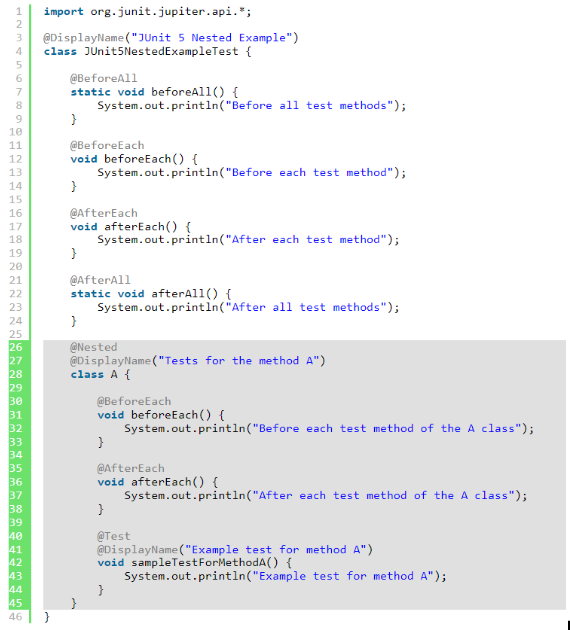 1 import org.junit.jupiter.api.*;
2
3 @DisplayName("JUnit 5 Nested Example")
4 class JUnit5NestedExampleTest {
5
6     @BeforeAll
7     static void beforeAll() {
8         System.out.println("Before all test methods");
9     }
10
11     @BeforeEach
12     void beforeEach() {
13         System.out.println("Before each test method");
14     }
15
16     @AfterEach
17     void afterEach() {
18         System.out.println("After each test method");
19     }
20
21     @AfterAll
22     static void afterAll() {
23         System.out.println("After all test methods");
24     }
25
26     @Nested
27     @DisplayName("Tests for the method A")
28     class A {
29
30         @BeforeEach
31         void beforeEach() {
32             System.out.println("Before each test method of the A class");
33         }
34
35         @AfterEach
36         void afterEach() {
37             System.out.println("After each test method of the A class");
38         }
39
40         @Test
41         @DisplayName("Example test for method A")
42         void sampleTestForMethodA() {
43             System.out.println("Example test for method A");
44         }
45     }
46 }